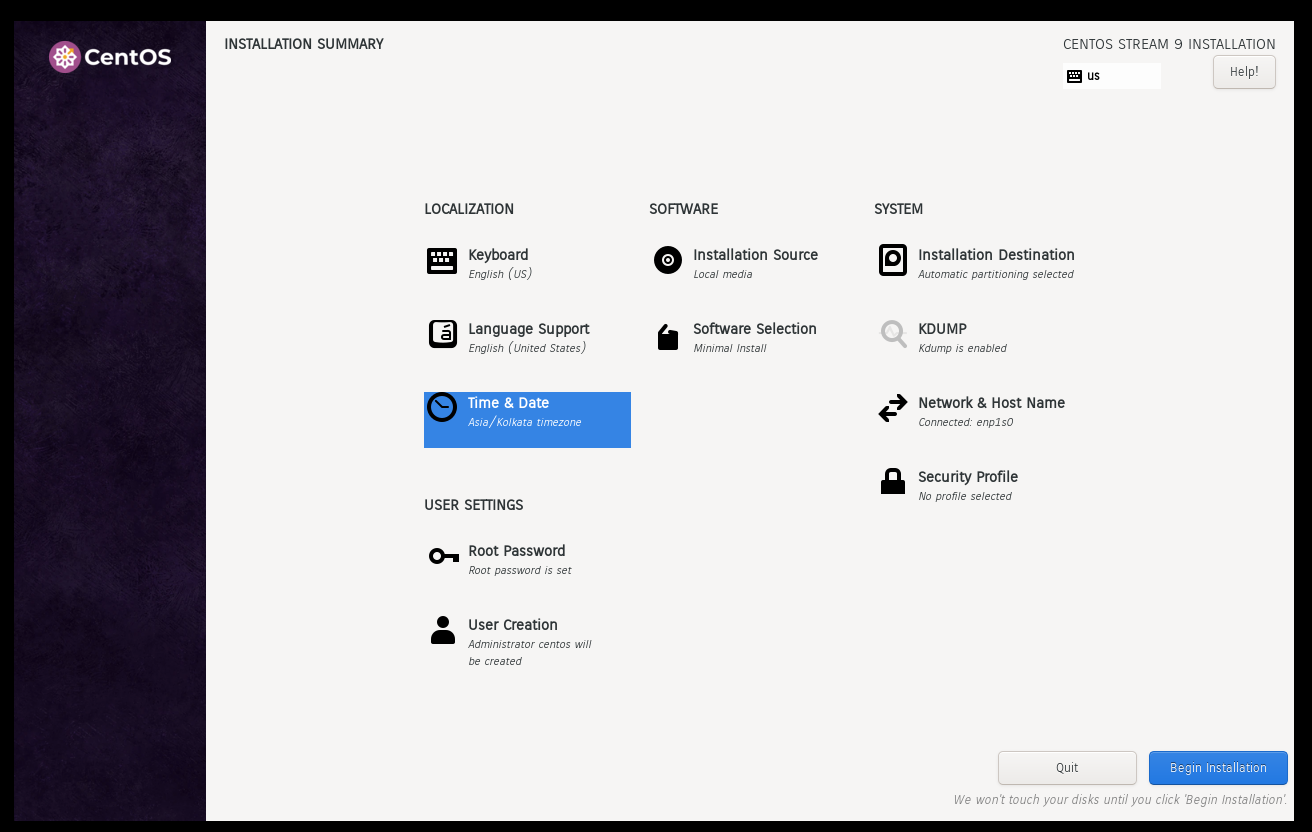 CentOS
INSTALLATION SUMMARY
CENTOS STREAM 9 INSTALLATION
us
Help!
LOCALIZATION
Keyboard
English (US)
Language Support
English (United States)
Time & Date
Asia/Kolkata timezone
USER SETTINGS
Root Password
Root password is set
User Creation
Administrator centos will
be created
SOFTWARE
Installation Source
Local media
Software Selection
Minimal Install
SYSTEM
Installation Destination
Automatic partitioning selected
KDUMP
Kdump is enabled
Network & Host Name
Connected: enp1s0
Security Profile
No profile selected
Quit
Begin Installation
We won't touch your disks until you click 'Begin Installation'.